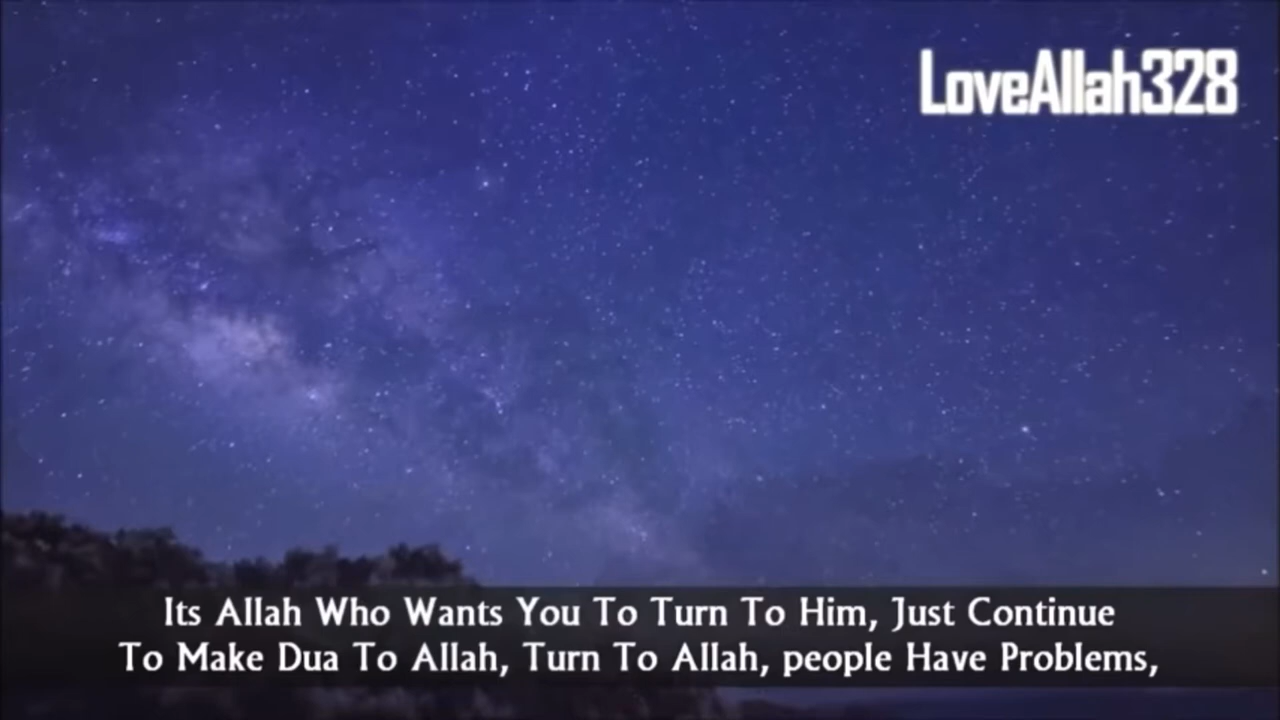 LoveAllah328
Its Allah Who Wants You To Turn To Him, Just Continue
To Make Dua To Allah, Turn To Allah, people Have Problems,